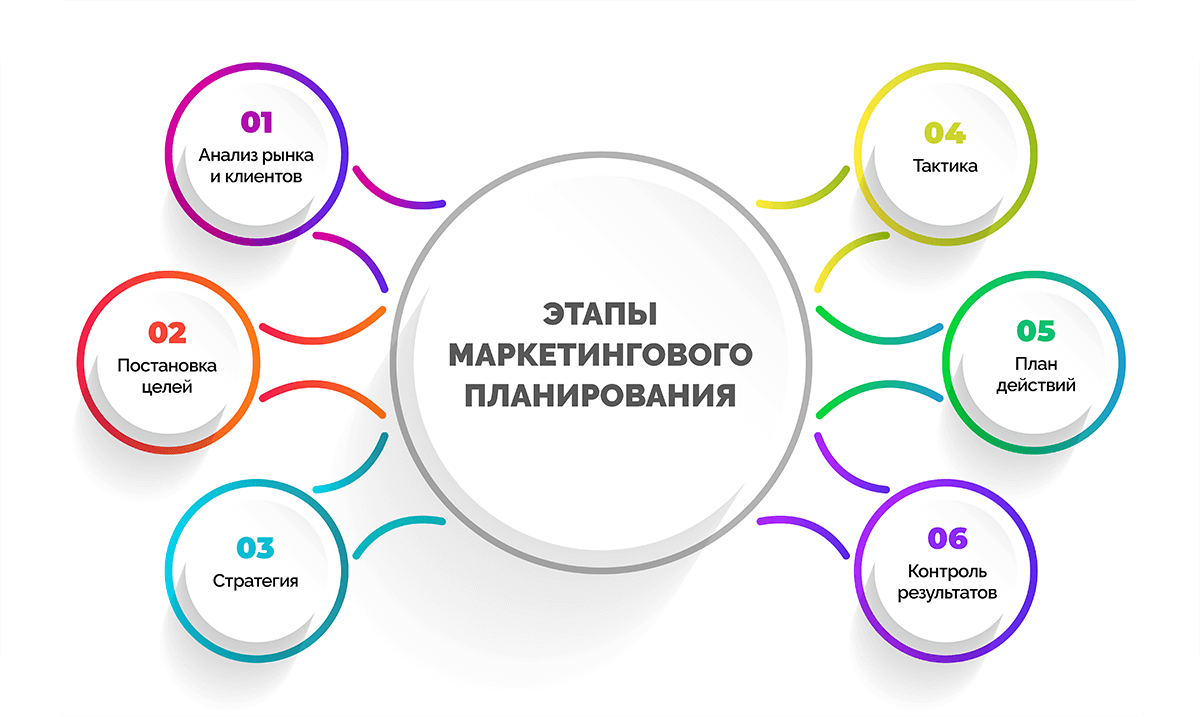 ЭТАПЫ
МАРКЕТИНГОВОГО
ПЛАНИРОВАНИЯ
01
Анализ рынка
и клиентов
02
Постановка
целей
03
Стратегия
04
Тактика
05
План
действий
06
Контроль
результатов